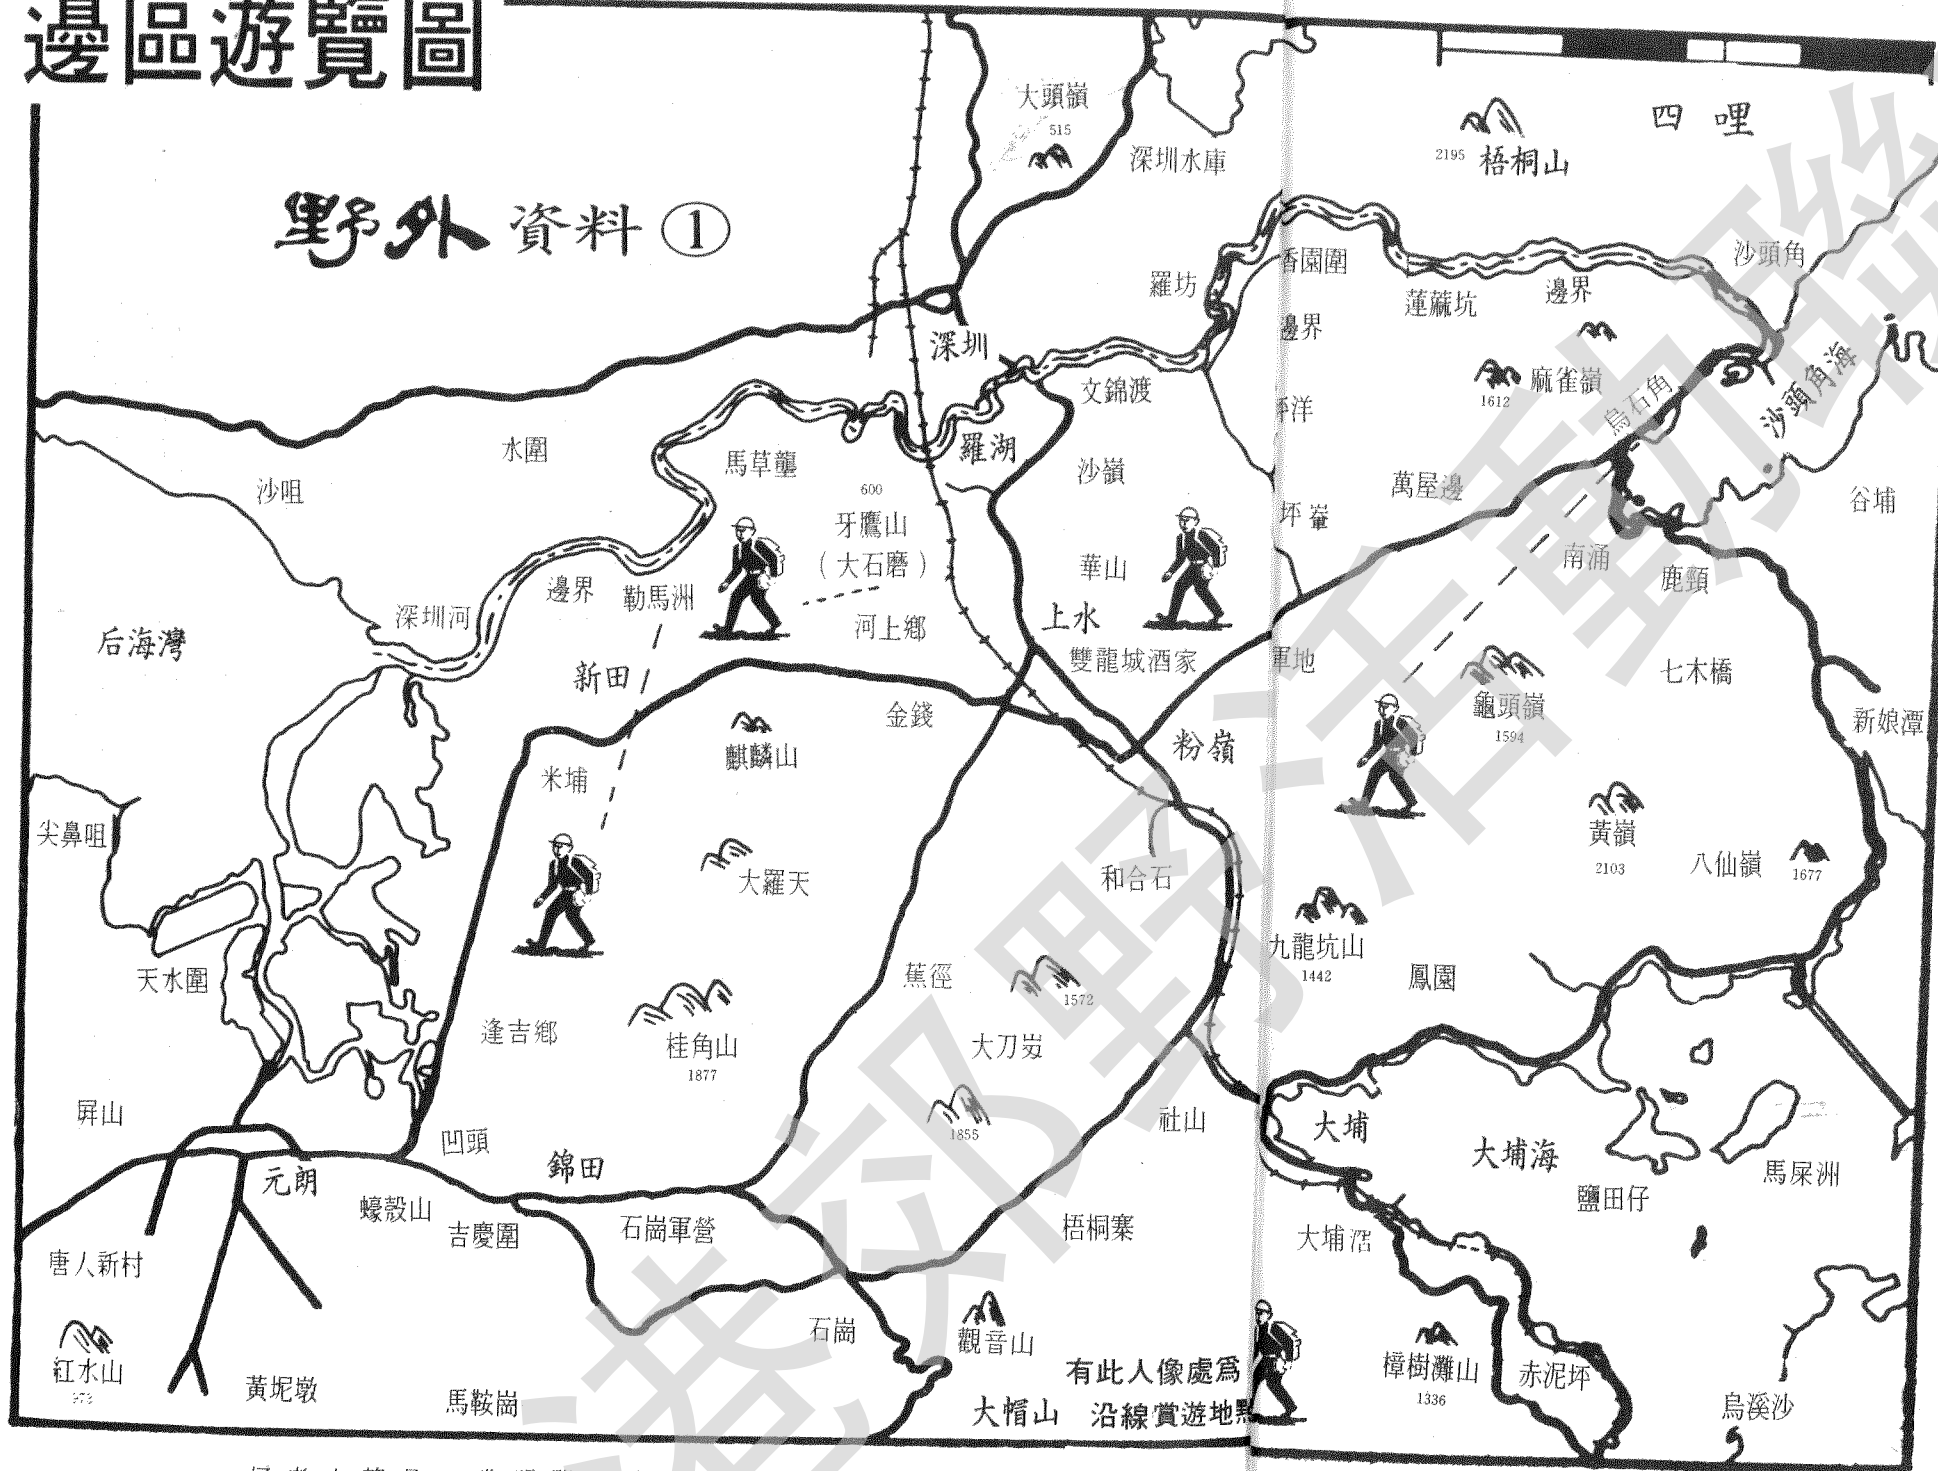 邊區遊覽圖
野外資料①
大頭嶺
515
深圳水庫
2195 梧桐山
四哩
沙頭角
羅坊
香園圍
蓮蔴坑
邊界
邊界
深圳
文錦渡
1612
麻雀嶺
烏石角
沙頭角海
水圍
沙咀
馬草壟
羅湖
沙嶺
萬屋邊
谷埔
600
牙鷹山
(大石磨)
坪輋
華山
南涌
鹿頸
深圳河
邊界
勒馬洲
河上鄉
上水
后海灣
新田
雙龍城酒家
軍地
七木橋
龜頭嶺
1594
新娘潭
金錢
粉嶺
麒麟山
米埔
尖鼻咀
大羅天
和合石
黃嶺
2103
八仙嶺
1677
九龍坑山
1442
鳳園
天水圍
蕉徑
1572
逢吉鄉
桂角山
1877
大刀岃
屏山
凹頭
1855
社山
大埔
大埔海
元朗
錦田
馬屎洲
鹽田仔
蠔殼山
吉慶圍
石崗軍營
梧桐寨
大埔滘
唐人新村
石崗
觀音山
紅水山
樟樹灘山
1336
赤泥坪
黃坭墩
馬鞍崗
大帽山
有此人像處爲
沿線賞遊地點
烏溪沙
港郊野活動聯